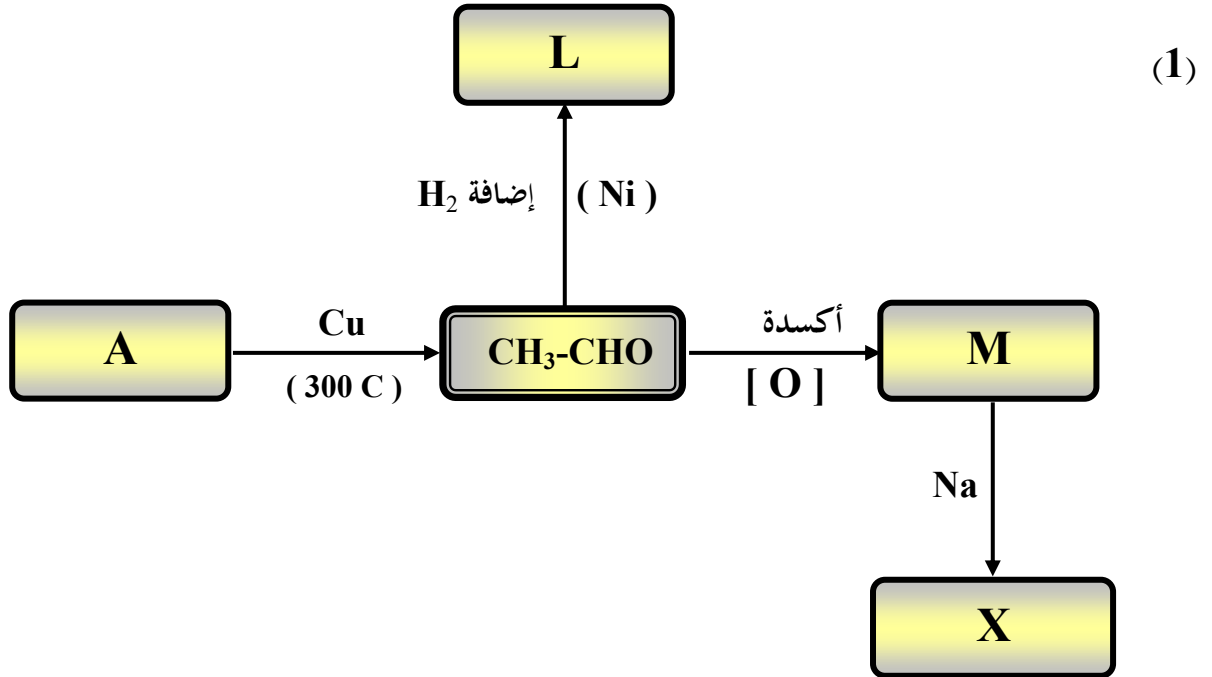 L
(1)
إضافة H₂
( Ni )
A
Cu
( 300 C )
CH₃-CHO
أكسدة
[ O ]
M
Na
X